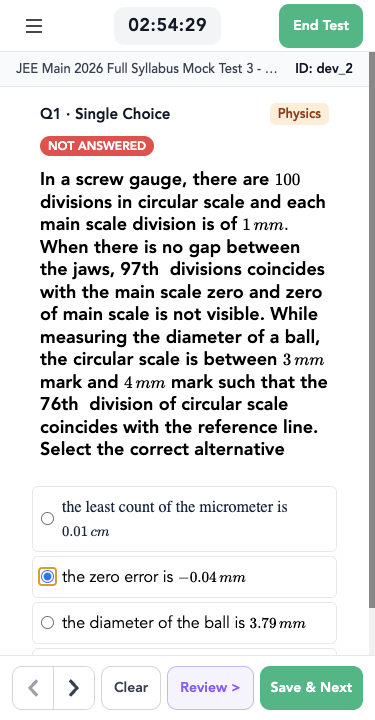 02:54:29
End Test
JEE Main 2026 Full Syllabus Mock Test 3 - ...
ID: dev_2
Q1 · Single Choice
Physics
NOT ANSWERED
In a screw gauge, there are 100
divisions in circular scale and each
main scale division is of 1 mm.
When there is no gap between
the jaws, 97th divisions coincides
with the main scale zero and zero
of main scale is not visible. While
measuring the diameter of a ball,
the circular scale is between 3 mm
mark and 4 mm mark such that the
76th division of circular scale
coincides with the reference line.
Select the correct alternative
the least count of the micrometer is
0.01 cm
the zero error is −0.04 mm
the diameter of the ball is 3.79 mm
Clear
Review >
Save & Next